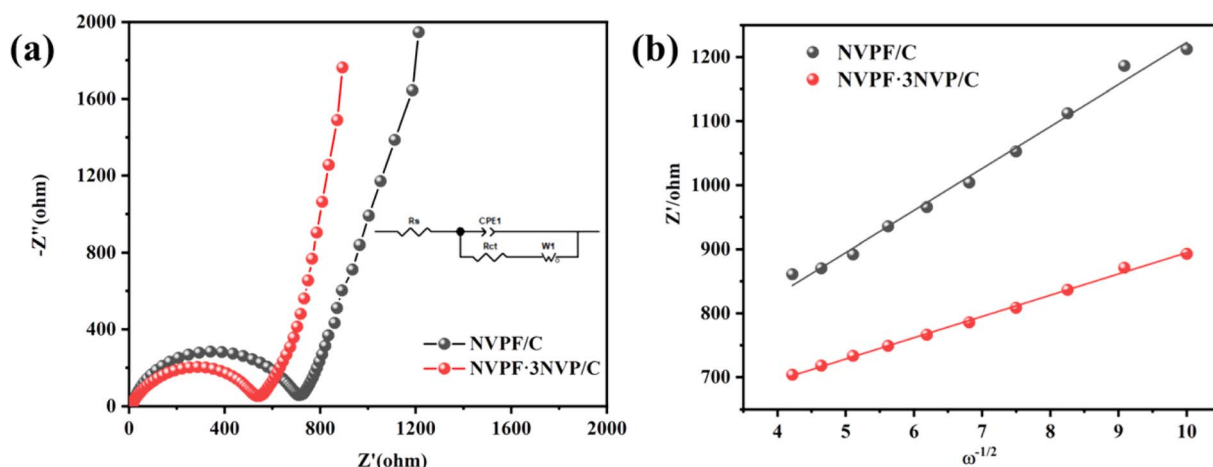 (a)
2000
1600
1200
800
400
0
-Z''(ohm)
0 400 800 1200 1600 2000
Z'(ohm)
Rs CPE1
Rct W1
NVPF/C
NVPF·3NVP/C
(b)
NVPF/C
NVPF·3NVP/C
1200
1100
1000
900
800
700
Z'/ohm
4 5 6 7 8 9 10
ω-1/2